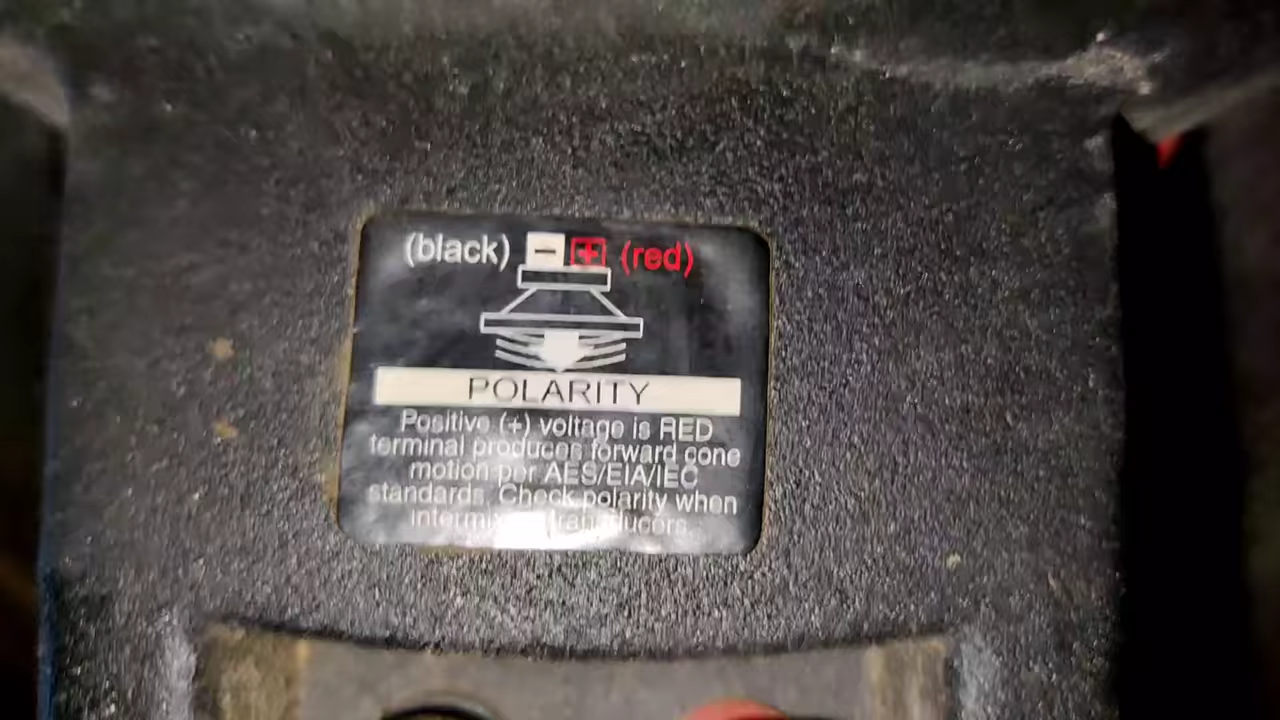 (black) - + (red)
POLARITY
Positive (+) voltage is RED
terminal produces forward cone
motion per AES/EIA/IEC
standards. Check polarity when